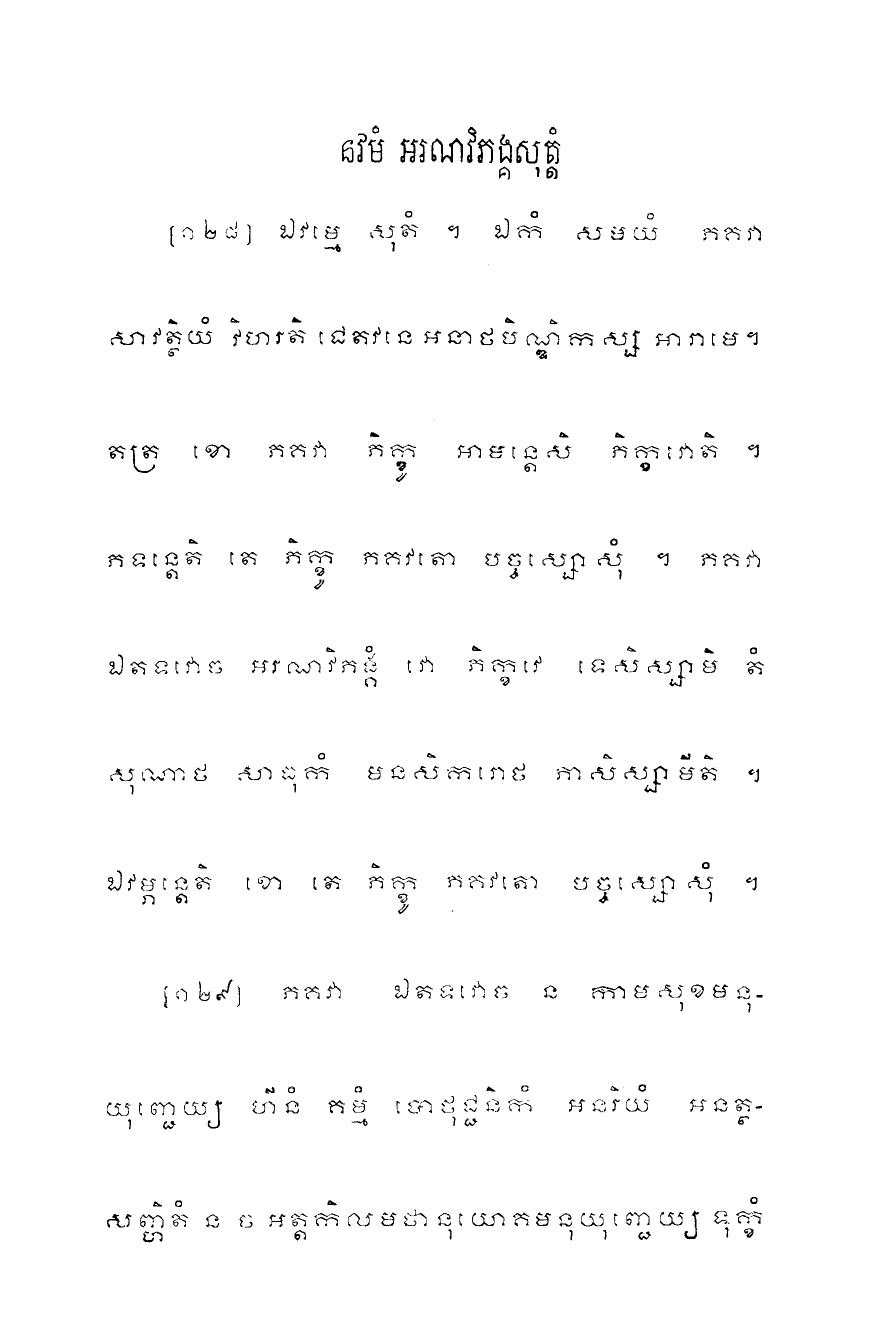 នវមំ អរណវិភង្គសុត្តំ
[១២៨] ឯវម្មេ សុតំ ។ ឯកំ សមយំ ភគវា
សាវត្ថិយំ វិហរតិ ជេតវនេ អនាថបិណ្ឌិកស្ស អារាមេ។
តត្រ ខោ ភគវា ភិក្ខូ អាមន្តេសិ ភិក្ខវោតិ ។
ភទន្តេតិ តេ ភិក្ខូ ភគវតោ បច្ចស្សោសុំ ។ ភគវា
ឯតទវោច អរណវិភង្គំ វោ ភិក្ខវេ ទេសិស្សាមិ តំ
សុណាថ សាធុកំ មនសិករោថ ភាសិស្សាមីតិ ។
ឯវម្ភន្តេតិ ខោ តេ ភិក្ខូ ភគវតោ បច្ចស្សោសុំ ។
[១២៩] ភគវា ឯតទវោច ន កាមសុខមនុ-
យុញ្ជេយ្យ ហីនំ គម្មំ បោថុជ្ជនិកំ អនរិយំ អនត្ថ-
សញ្ហិតំ ន ច អត្តកិលមថានុយោគមនុយុញ្ជេយ្យ ទុក្ខំ